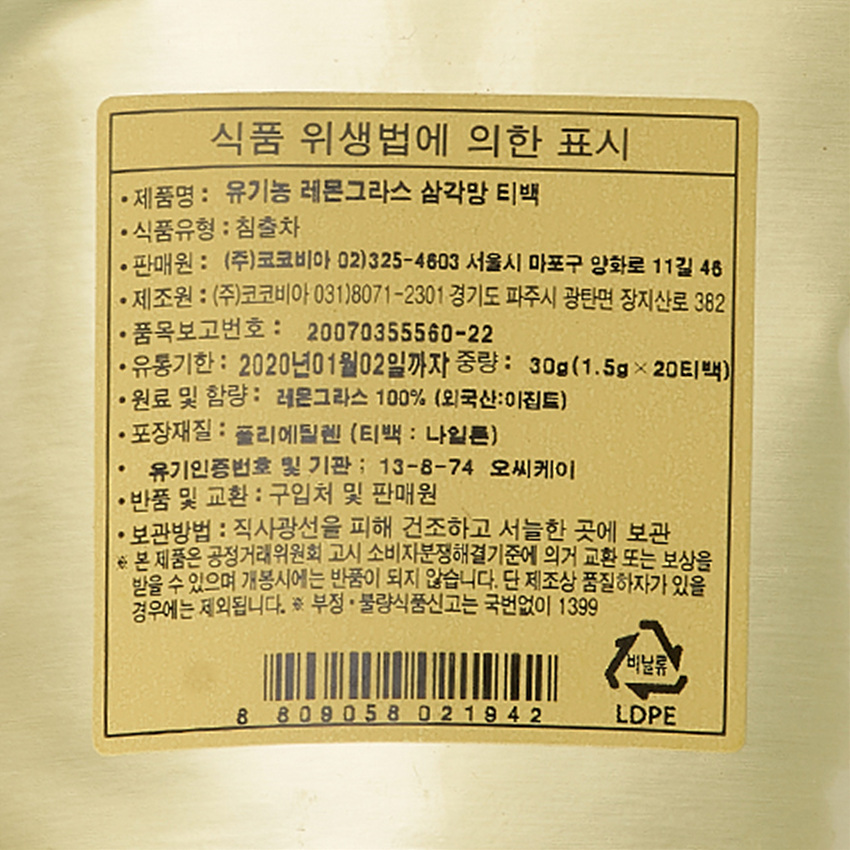 식품 위생법에 의한 표시
• 제품명 : 유기농 레몬그라스 삼각망 티백
• 식품유형 : 침출차
• 판매원 : (주)코코비아 02)325-4603 서울시 마포구 양화로 11길 46
• 제조원 : (주)코코비아 031)8071-2301 경기도 파주시 광탄면 장지산로 382
• 품목보고번호 : 20070355560-22
• 유통기한 : 2020년01월02일까자 중량 : 30g(1.5g×20티백)
• 원료 및 함량 : 레몬그라스 100% (외국산:이집트)
• 포장재질 : 폴리에틸렌 (티백 : 나일론)
• 유기인증번호 및 기관 ; 13-8-74 오씨케이
• 반품 및 교환 : 구입처 및 판매원
• 보관방법 : 직사광선을 피해 건조하고 서늘한 곳에 보관
※ 본 제품은 공정거래위원회 고시 소비자분쟁해결기준에 의거 교환 또는 보상을
받을 수 있으며 개봉시에는 반품이 되지 않습니다. 단 제조상 품질하자가 있을
경우에는 제외됩니다. ※ 부정·불량식품신고는 국번없이 1399
비닐류
LDPE
8 809058 021942